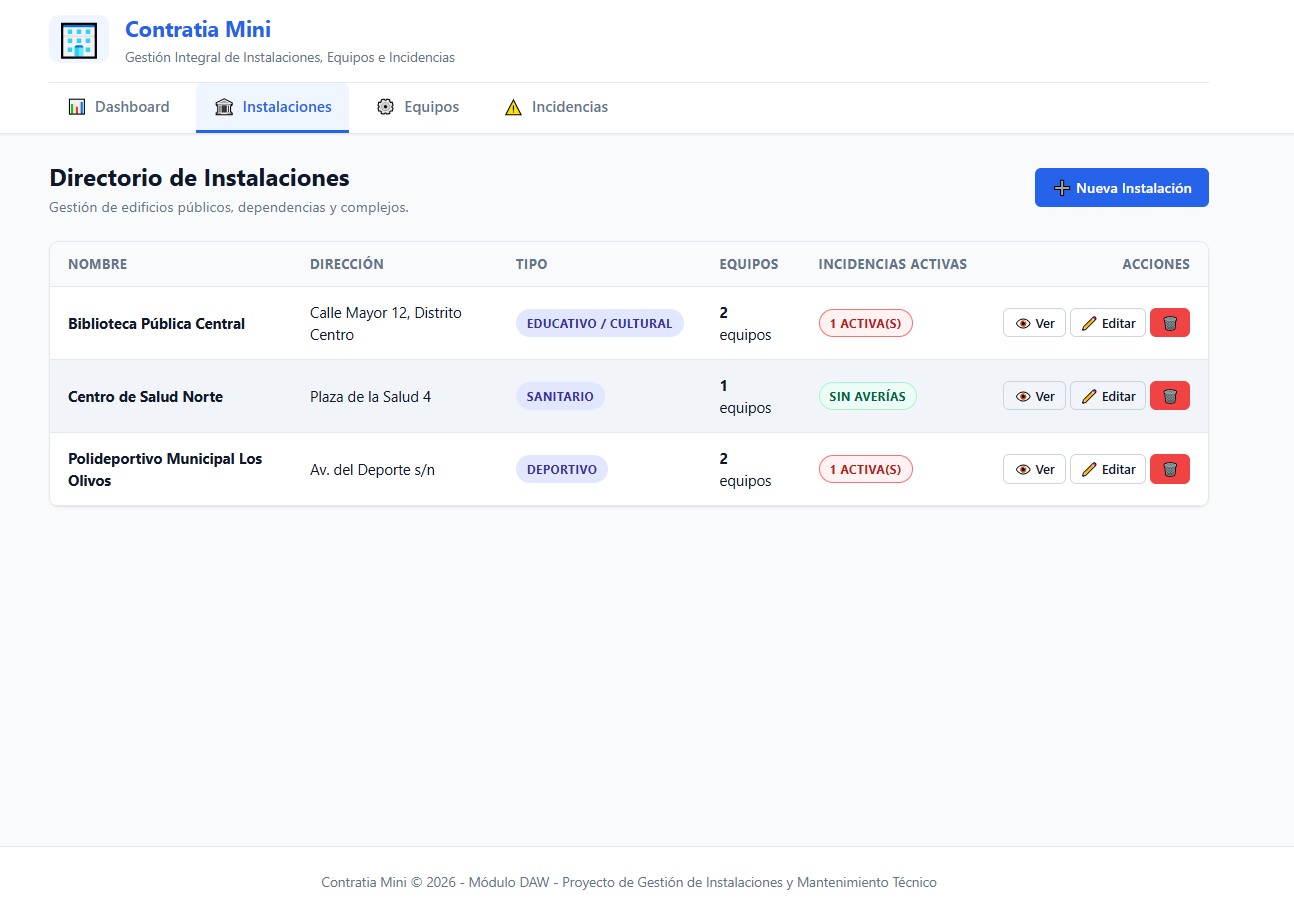 Contratia Mini
Gestión Integral de Instalaciones, Equipos e Incidencias
Dashboard Instalaciones Equipos Incidencias
Directorio de Instalaciones
Gestión de edificios públicos, dependencias y complejos.
Nueva Instalación
NOMBRE DIRECCIÓN TIPO EQUIPOS INCIDENCIAS ACTIVAS ACCIONES
Biblioteca Pública Central
Calle Mayor 12, Distrito
Centro
EDUCATIVO / CULTURAL
2
equipos
1 ACTIVA(S)
Ver Editar
Centro de Salud Norte
Plaza de la Salud 4
SANITARIO
1
equipos
SIN AVERÍAS
Ver Editar
Polideportivo Municipal Los
Olivos
Av. del Deporte s/n
DEPORTIVO
2
equipos
1 ACTIVA(S)
Ver Editar
Contratia Mini © 2026 - Módulo DAW - Proyecto de Gestión de Instalaciones y Mantenimiento Técnico